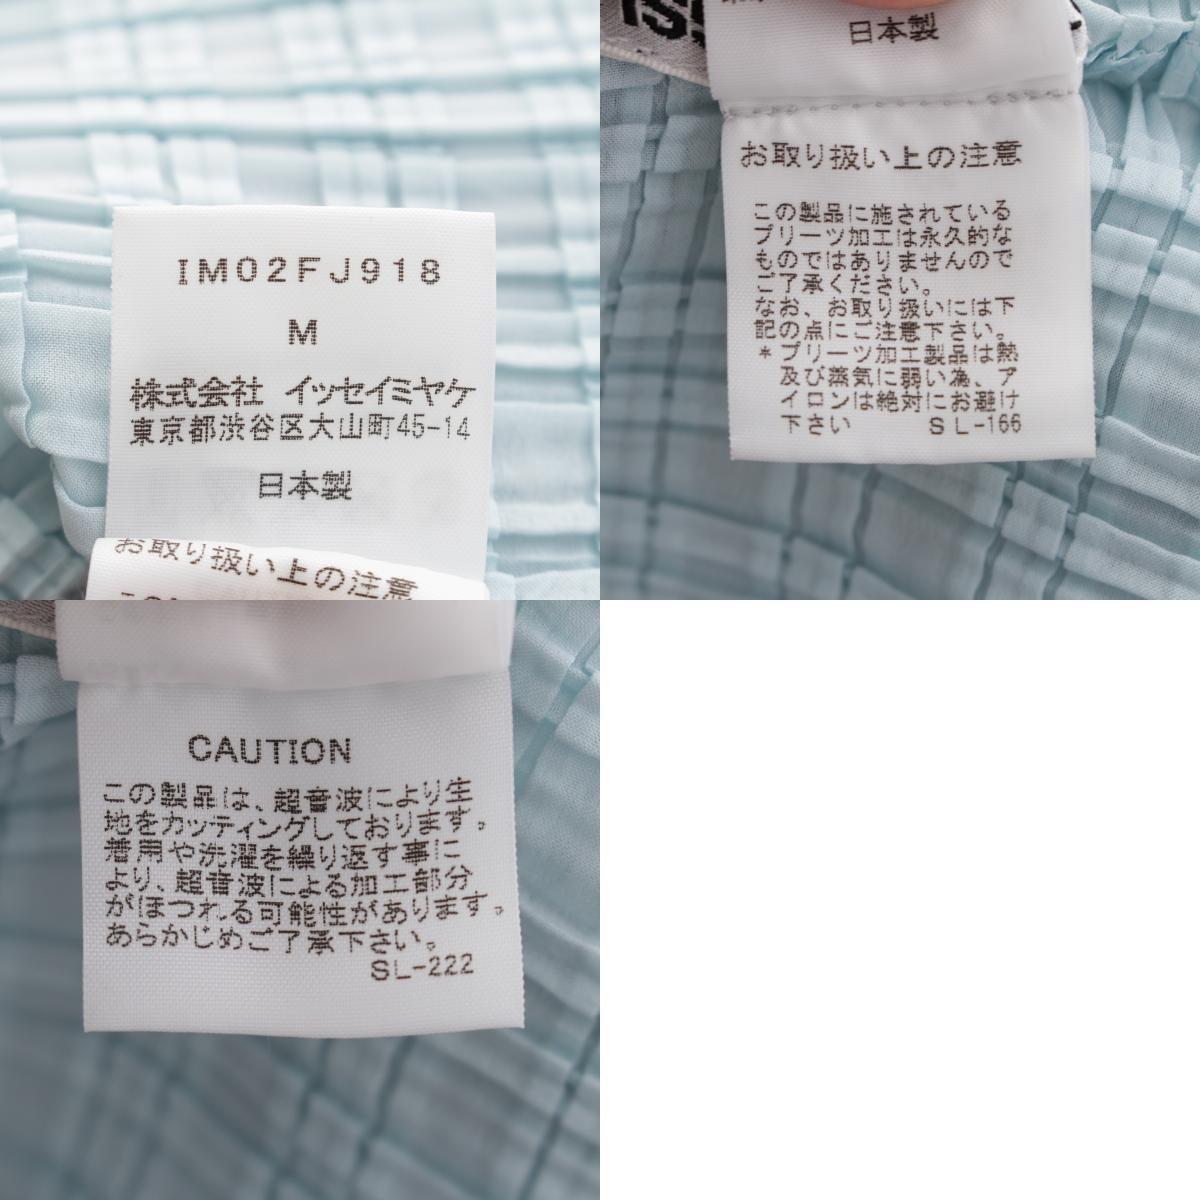 IM02FJ918
M
株式会社 イッセイミヤケ
東京都渋谷区大山町45-14
日本製
お取り扱い上の注意
日本製
お取り扱い上の注意
この製品に施されている
プリーツ加工は永久的な
ものではありませんので
ご了承ください。
なお、お取り扱いには下
記の点にご注意下さい。
*プリーツ加工製品は熱
及び蒸気に弱い為、ア
イロンは絶対にお避け
下さい SL-166
CAUTION
この製品は、超音波により生
地をカッティングしております。
着用や洗濯を繰り返す事に
より、超音波による加工部分
がほつれる可能性があります。
あらかじめご了承下さい。
SL-222